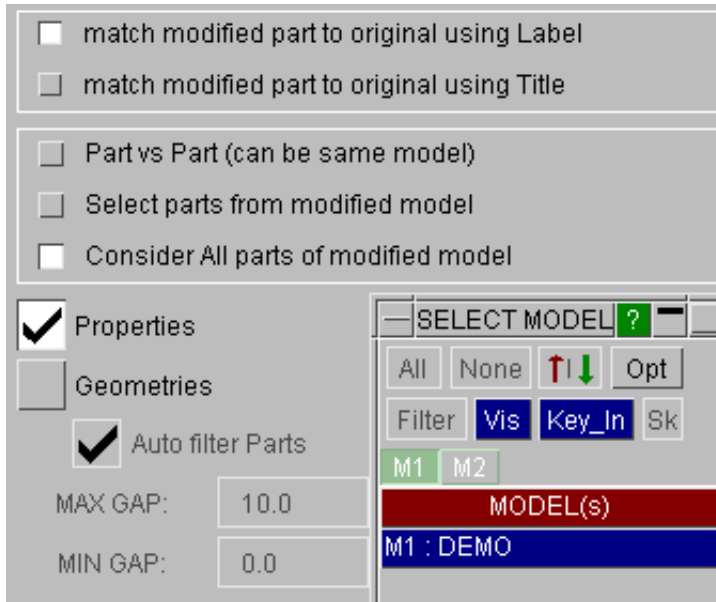 match modified part to original using Label
match modified part to original using Title
Part vs Part (can be same model)
Select parts from modified model
Consider All parts of modified model
Properties
Geometries
Auto filter Parts
MAX GAP: 10.0
MIN GAP: 0.0
SELECT MODEL ?
All None Opt
Filter Vis Key_In Sk
M1 M2
MODEL(s)
M1 : DEMO